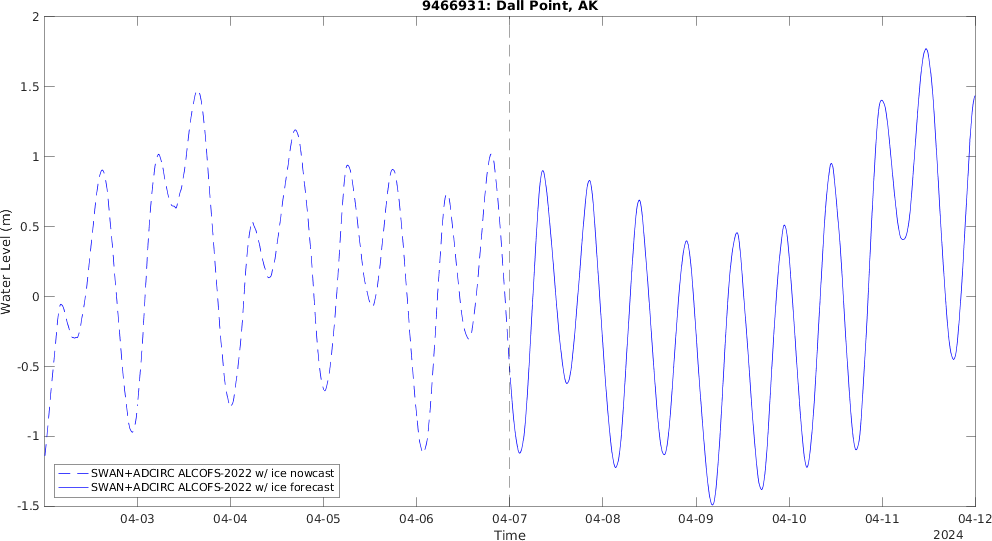 9466931: Dall Point, AK
Water Level (m)
2
1.5
1
0.5
0
-0.5
-1
-1.5
SWAN+ADCIRC ALCOFS-2022 w/ ice nowcast
SWAN+ADCIRC ALCOFS-2022 w/ ice forecast
04-03 04-04 04-05 04-06 04-07 04-08 04-09 04-10 04-11 04-12
Time
2024